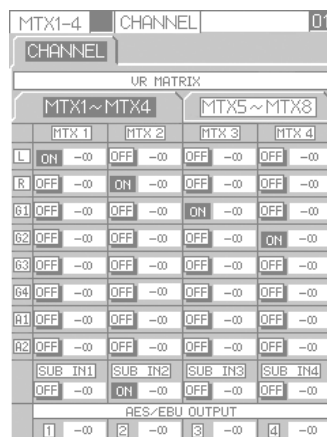 MTX1-4 CHANNEL 01
CHANNEL
VR MATRIX
MTX1~MTX4 MTX5~MTX8
MTX 1 MTX 2 MTX 3 MTX 4
L ON -∞ OFF -∞ OFF -∞ OFF -∞
R OFF -∞ ON -∞ OFF -∞ OFF -∞
G1 OFF -∞ OFF -∞ ON -∞ OFF -∞
G2 OFF -∞ OFF -∞ OFF -∞ ON -∞
G3 OFF -∞ OFF -∞ OFF -∞ OFF -∞
G4 OFF -∞ OFF -∞ OFF -∞ OFF -∞
A1 OFF -∞ OFF -∞ OFF -∞ OFF -∞
A2 OFF -∞ OFF -∞ OFF -∞ OFF -∞
SUB IN1 SUB IN2 SUB IN3 SUB IN4
OFF -∞ ON -∞ OFF -∞ OFF -∞
AES/EBU OUTPUT
1 -∞ 2 -∞ 3 -∞ 4 -∞